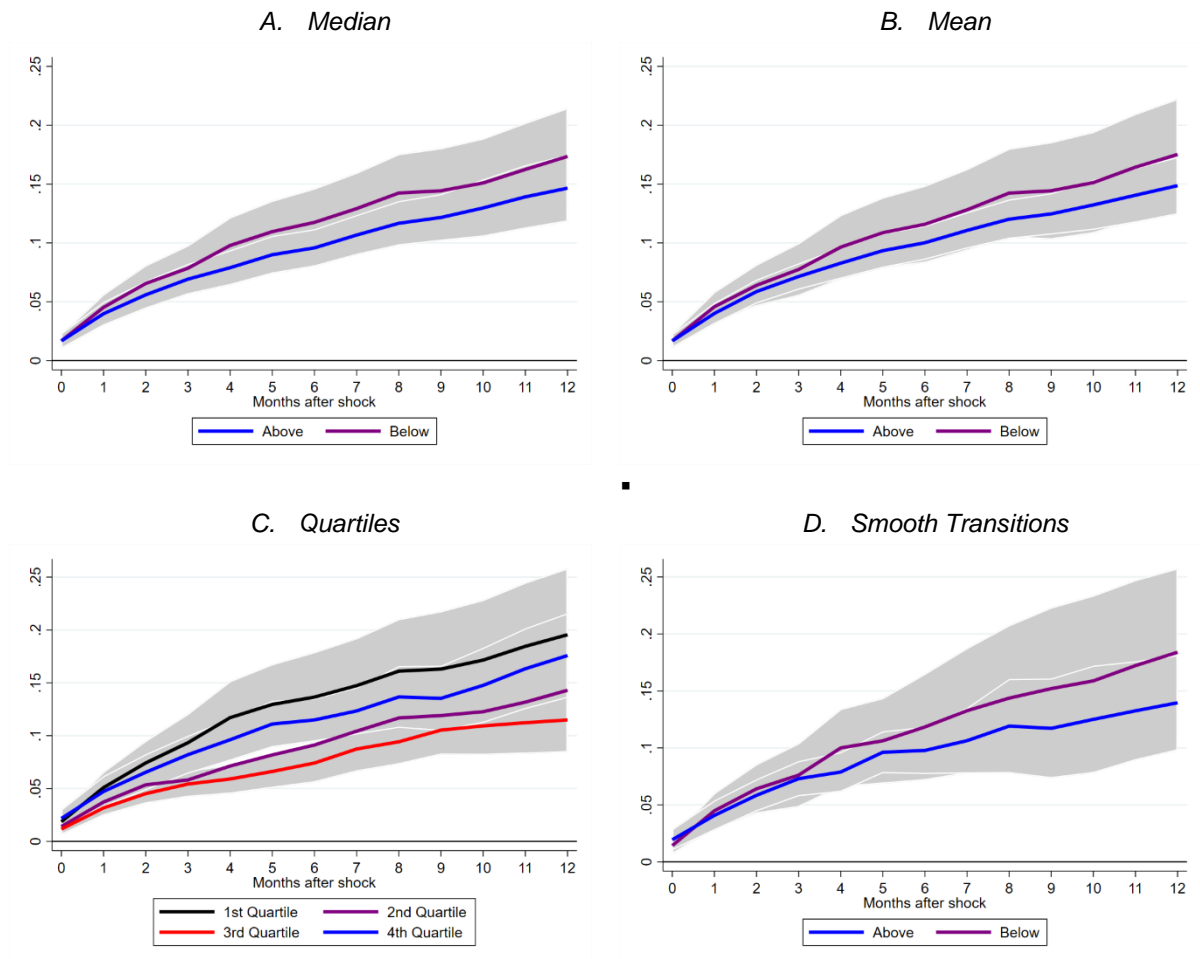 A. Median
.25
.2
.15
.1
.05
0
0 1 2 3 4 5 6 7 8 9 10 11 12
Months after shock
Above Below
B. Mean
.25
.2
.15
.1
.05
0
0 1 2 3 4 5 6 7 8 9 10 11 12
Months after shock
Above Below
C. Quartiles
.25
.2
.15
.1
.05
0
0 1 2 3 4 5 6 7 8 9 10 11 12
Months after shock
1st Quartile 2nd Quartile
3rd Quartile 4th Quartile
D. Smooth Transitions
.25
.2
.15
.1
.05
0
0 1 2 3 4 5 6 7 8 9 10 11 12
Months after shock
Above Below